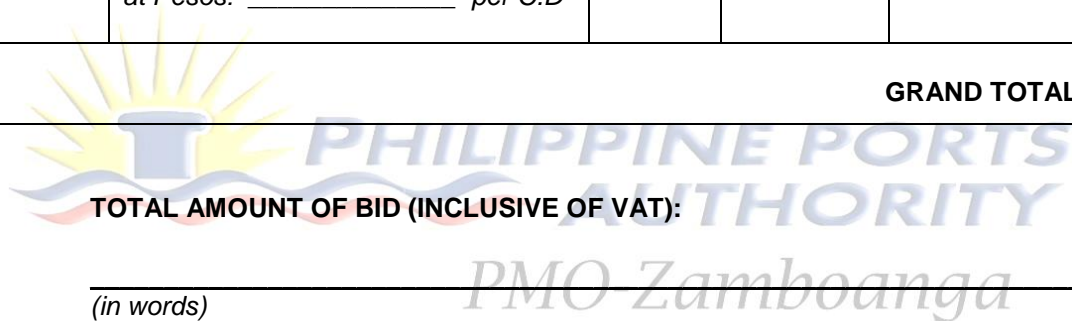 at Pesos: ______________ per C.D
GRAND TOTAL
PHILIPPINE PORTS
AUTHORITY
TOTAL AMOUNT OF BID (INCLUSIVE OF VAT):
PMO-Zamboanga
(in words)